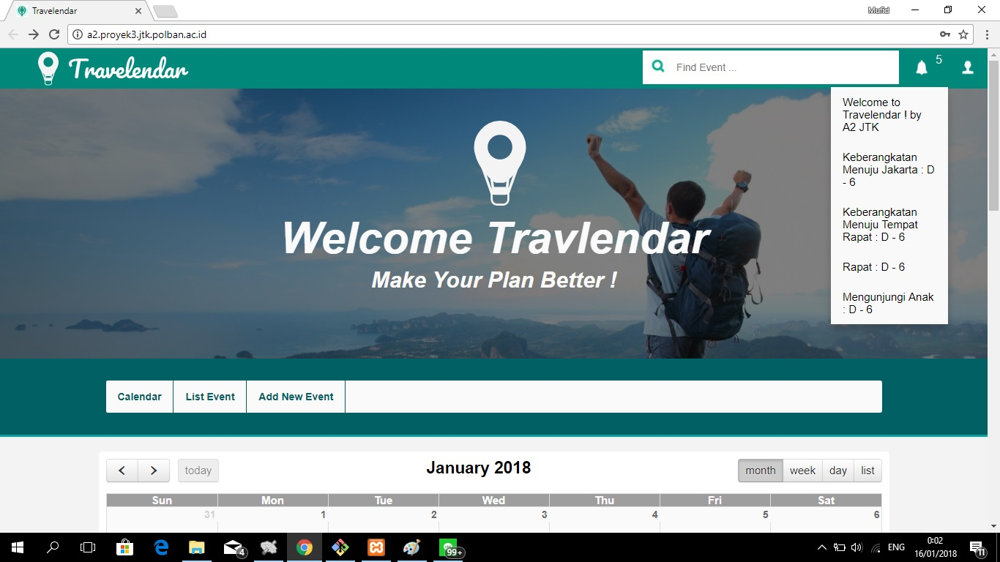 Travelendar
Mufid
a2.proyek3.jtk.polban.ac.id
Travelendar
Find Event ...
5
Welcome to
Travelendar ! by
A2 JTK
Keberangkatan
Menuju Jakarta : D
- 6
Keberangkatan
Menuju Tempat
Rapat : D - 6
Rapat : D - 6
Mengunjungi Anak
: D - 6
Welcome Travlendar
Make Your Plan Better !
Calendar
List Event
Add New Event
today
January 2018
month
week
day
list
Sun
Mon
Tue
Wed
Thu
Fri
Sat
31
1
2
3
4
5
6
4
99+
ENG
0:02
16/01/2018
11